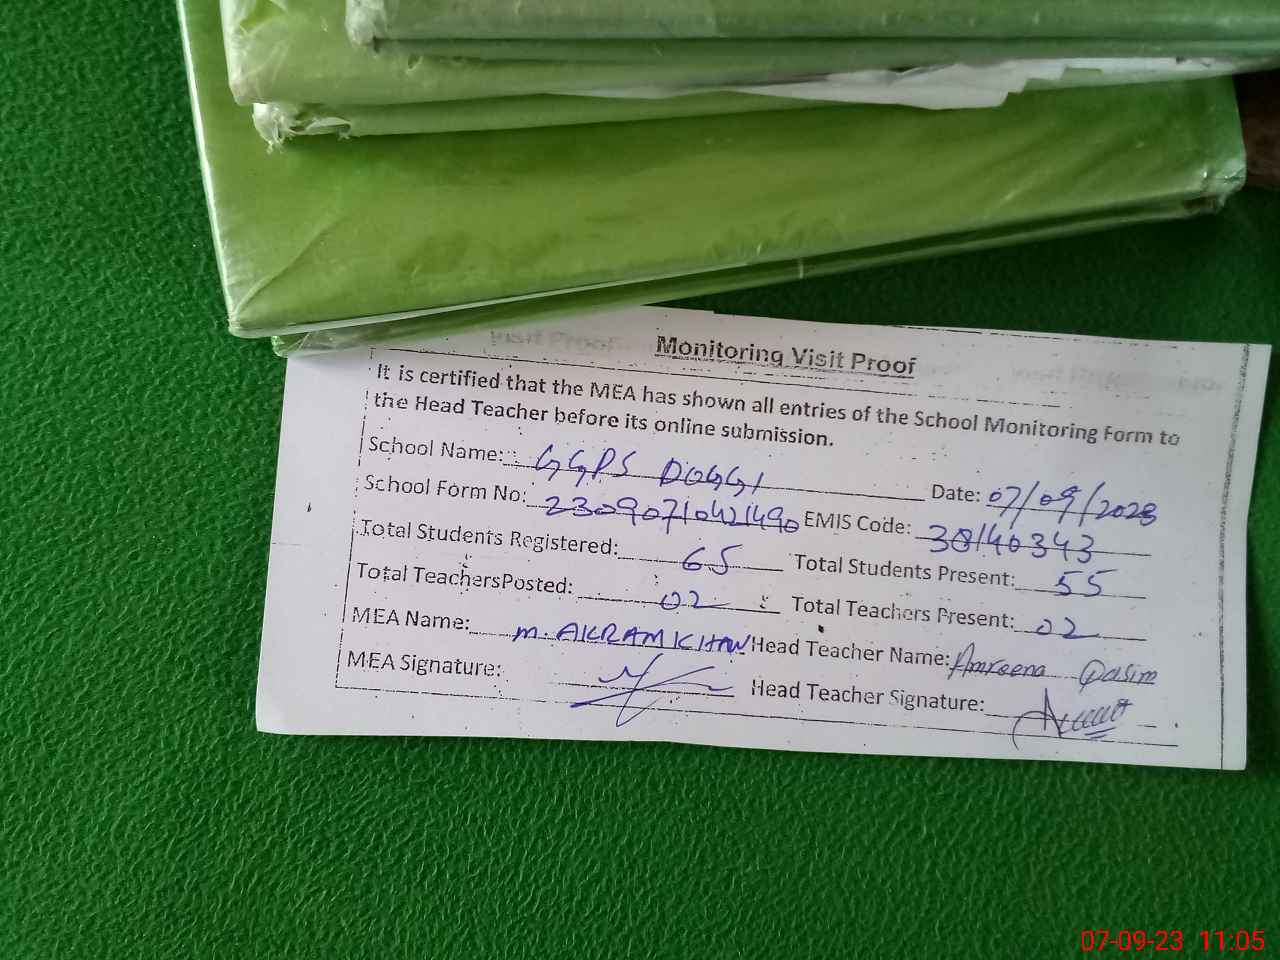 Monitoring Visit Proof
It is certified that the MEA has shown all entries of the School Monitoring Form to
the Head Teacher before its online submission.
School Name: GGPS DOGGI Date: 07/09/2023
School Form No: 23090710421490 EMIS Code: 38140343
Total Students Registered: 65 Total Students Present: 55
Total TeachersPosted: 02 Total Teachers Present: 02
MEA Name: M. AKRAM KHAN Head Teacher Name: Amreena Qasim
MEA Signature: Head Teacher Signature:
07-09-23 11:05